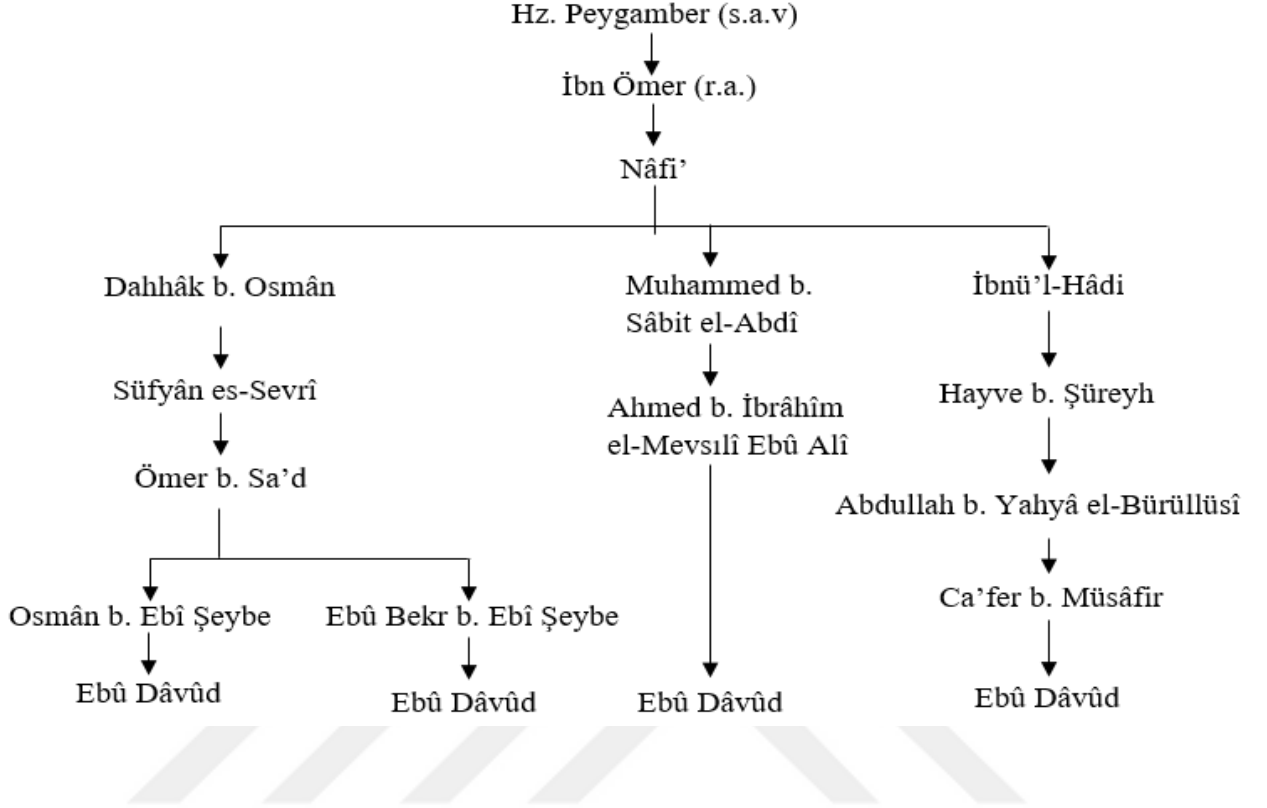 Hz. Peygamber (s.a.v)
İbn Ömer (r.a.)
Nâfi’
Dahhâk b. Osmân
Süfyân es-Sevrî
Ömer b. Sa’d
Osmân b. Ebî Şeybe
Ebû Dâvûd
Ebû Bekr b. Ebî Şeybe
Ebû Dâvûd
Muhammed b.
Sâbit el-Abdî
Ahmed b. İbrâhîm
el-Mevsılî Ebû Alî
Ebû Dâvûd
İbnü’l-Hâdi
Hayve b. Şüreyh
Abdullah b. Yahyâ el-Bürüllüsî
Ca’fer b. Müsâfir
Ebû Dâvûd